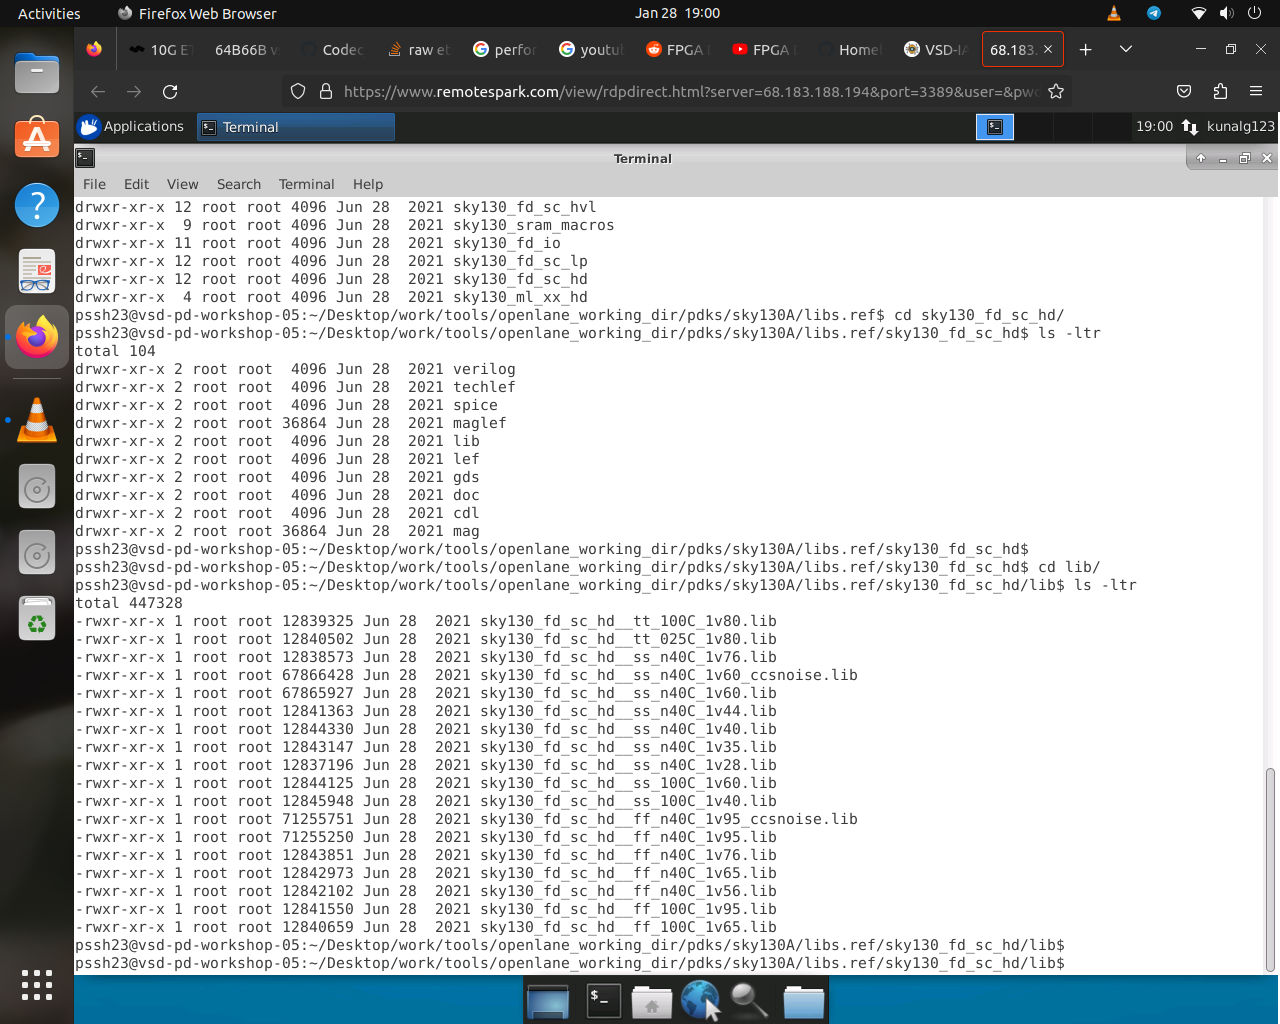 Activities
Firefox Web Browser
Jan 28 19:00
10G E
64B66B v
Codec
raw et
perfor
youtu
FPGA
FPGA
Home
VSD-IA
68.183.
https://www.remotespark.com/view/rdpdirect.html?server=68.183.188.194&port=3389&user=&pw
Applications
Terminal
19:00
kunalg123
Terminal
File Edit View Search Terminal Help
drwxr-xr-x 12 root root 4096 Jun 28  2021 sky130_fd_sc_hvl
drwxr-xr-x  9 root root 4096 Jun 28  2021 sky130_sram_macros
drwxr-xr-x 11 root root 4096 Jun 28  2021 sky130_fd_io
drwxr-xr-x 12 root root 4096 Jun 28  2021 sky130_fd_sc_lp
drwxr-xr-x 12 root root 4096 Jun 28  2021 sky130_fd_sc_hd
drwxr-xr-x  4 root root 4096 Jun 28  2021 sky130_ml_xx_hd
pssh23@vsd-pd-workshop-05:~/Desktop/work/tools/openlane_working_dir/pdks/sky130A/libs.ref$ cd sky130_fd_sc_hd/
pssh23@vsd-pd-workshop-05:~/Desktop/work/tools/openlane_working_dir/pdks/sky130A/libs.ref/sky130_fd_sc_hd$ ls -ltr
total 104
drwxr-xr-x 2 root root  4096 Jun 28  2021 verilog
drwxr-xr-x 2 root root  4096 Jun 28  2021 techlef
drwxr-xr-x 2 root root  4096 Jun 28  2021 spice
drwxr-xr-x 2 root root 36864 Jun 28  2021 maglef
drwxr-xr-x 2 root root  4096 Jun 28  2021 lib
drwxr-xr-x 2 root root  4096 Jun 28  2021 lef
drwxr-xr-x 2 root root  4096 Jun 28  2021 gds
drwxr-xr-x 2 root root  4096 Jun 28  2021 doc
drwxr-xr-x 2 root root  4096 Jun 28  2021 cdl
drwxr-xr-x 2 root root 36864 Jun 28  2021 mag
pssh23@vsd-pd-workshop-05:~/Desktop/work/tools/openlane_working_dir/pdks/sky130A/libs.ref/sky130_fd_sc_hd$
pssh23@vsd-pd-workshop-05:~/Desktop/work/tools/openlane_working_dir/pdks/sky130A/libs.ref/sky130_fd_sc_hd$ cd lib/
pssh23@vsd-pd-workshop-05:~/Desktop/work/tools/openlane_working_dir/pdks/sky130A/libs.ref/sky130_fd_sc_hd/lib$ ls -ltr
total 447328
-rwxr-xr-x 1 root root 12839325 Jun 28  2021 sky130_fd_sc_hd__tt_100C_1v80.lib
-rwxr-xr-x 1 root root 12840502 Jun 28  2021 sky130_fd_sc_hd__tt_025C_1v80.lib
-rwxr-xr-x 1 root root 12838573 Jun 28  2021 sky130_fd_sc_hd__ss_n40C_1v76.lib
-rwxr-xr-x 1 root root 67866428 Jun 28  2021 sky130_fd_sc_hd__ss_n40C_1v60_ccsnoise.lib
-rwxr-xr-x 1 root root 67865927 Jun 28  2021 sky130_fd_sc_hd__ss_n40C_1v60.lib
-rwxr-xr-x 1 root root 12841363 Jun 28  2021 sky130_fd_sc_hd__ss_n40C_1v44.lib
-rwxr-xr-x 1 root root 12844330 Jun 28  2021 sky130_fd_sc_hd__ss_n40C_1v40.lib
-rwxr-xr-x 1 root root 12843147 Jun 28  2021 sky130_fd_sc_hd__ss_n40C_1v35.lib
-rwxr-xr-x 1 root root 12837196 Jun 28  2021 sky130_fd_sc_hd__ss_n40C_1v28.lib
-rwxr-xr-x 1 root root 12844125 Jun 28  2021 sky130_fd_sc_hd__ss_100C_1v60.lib
-rwxr-xr-x 1 root root 12845948 Jun 28  2021 sky130_fd_sc_hd__ss_100C_1v40.lib
-rwxr-xr-x 1 root root 71255751 Jun 28  2021 sky130_fd_sc_hd__ff_n40C_1v95_ccsnoise.lib
-rwxr-xr-x 1 root root 71255250 Jun 28  2021 sky130_fd_sc_hd__ff_n40C_1v95.lib
-rwxr-xr-x 1 root root 12843851 Jun 28  2021 sky130_fd_sc_hd__ff_n40C_1v76.lib
-rwxr-xr-x 1 root root 12842973 Jun 28  2021 sky130_fd_sc_hd__ff_n40C_1v65.lib
-rwxr-xr-x 1 root root 12842102 Jun 28  2021 sky130_fd_sc_hd__ff_n40C_1v56.lib
-rwxr-xr-x 1 root root 12841550 Jun 28  2021 sky130_fd_sc_hd__ff_100C_1v95.lib
-rwxr-xr-x 1 root root 12840659 Jun 28  2021 sky130_fd_sc_hd__ff_100C_1v65.lib
pssh23@vsd-pd-workshop-05:~/Desktop/work/tools/openlane_working_dir/pdks/sky130A/libs.ref/sky130_fd_sc_hd/lib$
pssh23@vsd-pd-workshop-05:~/Desktop/work/tools/openlane_working_dir/pdks/sky130A/libs.ref/sky130_fd_sc_hd/lib$